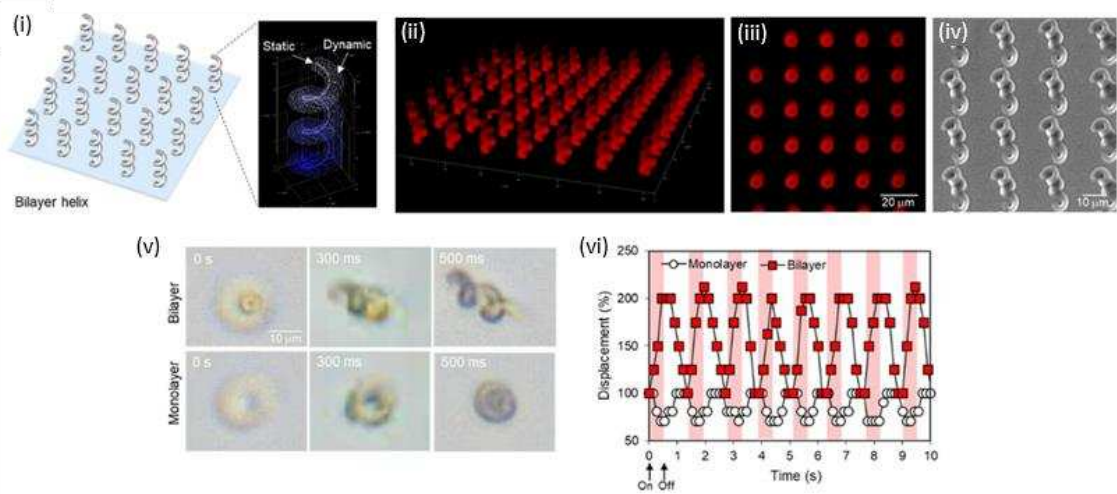 (i)
Static Dynamic
Bilayer helix
(ii)
(iii)
20 μm
(iv)
10 μm
(v)
Bilayer
0 s
10 μm
300 ms
500 ms
Monolayer
0 s
300 ms
500 ms
(vi)
Monolayer Bilayer
Displacement (%)
250
200
150
100
50
0 1 2 3 4 5 6 7 8 9 10
On Off
Time (s)